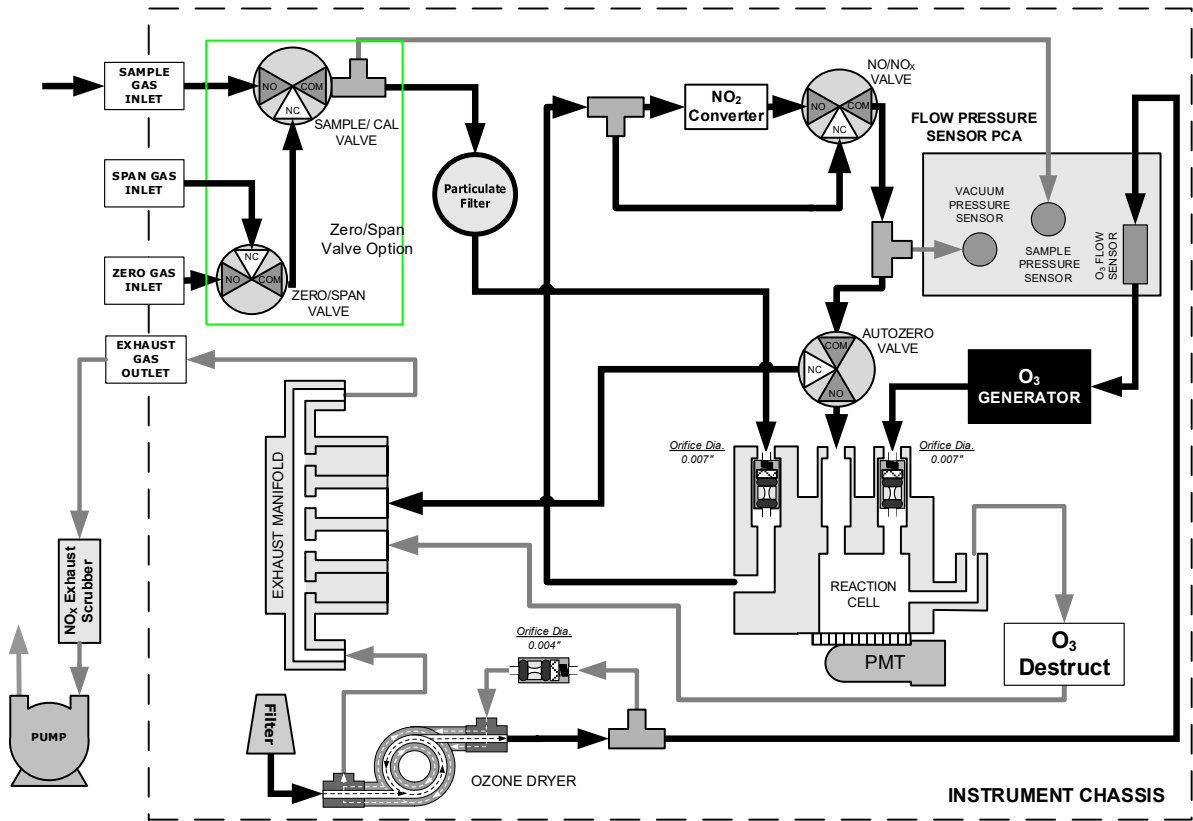 SAMPLE
GAS
INLET
NO
COM
NC
SAMPLE/ CAL
VALVE
SPAN GAS
INLET
Zero/Span
Valve Option
ZERO GAS
INLET
NC
NO
COM
ZERO/SPAN
VALVE
Particulate
Filter
NO₂
Converter
NO/NOx
VALVE
NO
COM
NC
FLOW PRESSURE
SENSOR PCA
VACUUM
PRESSURE
SENSOR
SAMPLE
PRESSURE
SENSOR
O₃ FLOW
SENSOR
AUTOZERO
VALVE
COM
NC
NO
O₃
GENERATOR
EXHAUST
GAS
OUTLET
Orifice Dia.
0.007"
Orifice Dia.
0.007"
EXHAUST MANIFOLD
NOX Exhaust
Scrubber
REACTION
CELL
PMT
O₃
Destruct
Orifice Dia.
0.004"
Filter
PUMP
OZONE DRYER
INSTRUMENT CHASSIS